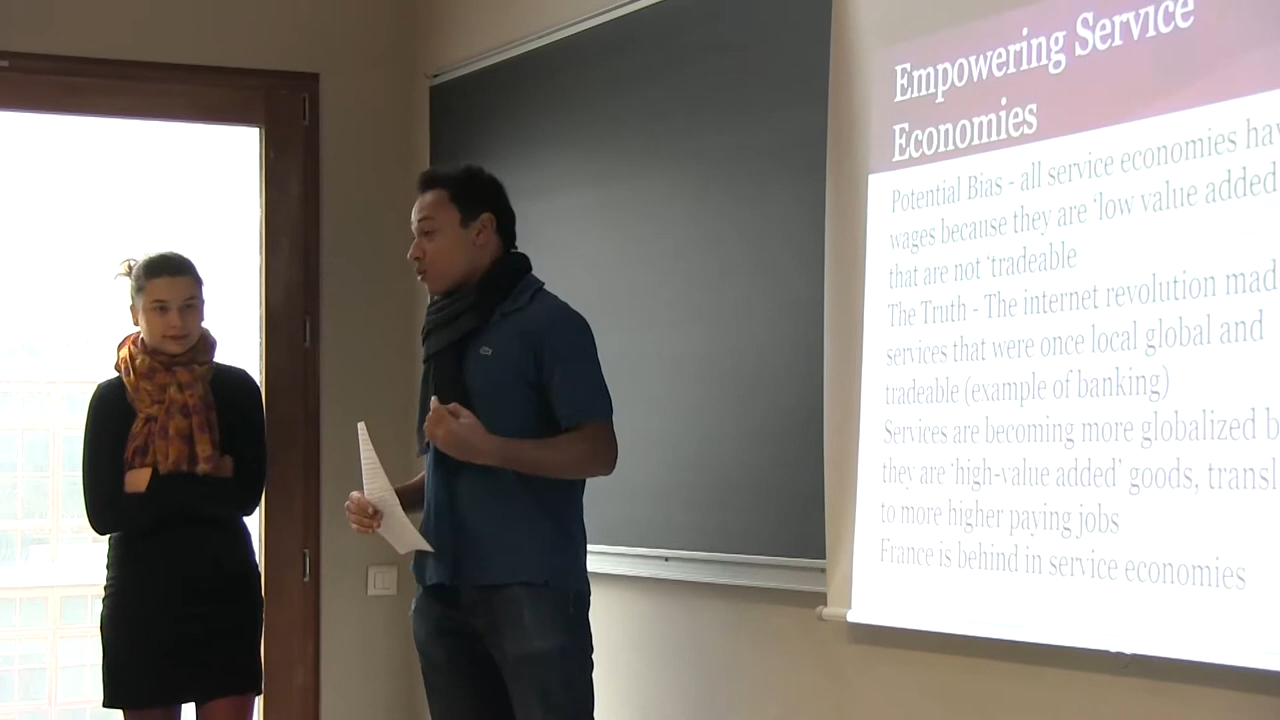 Empowering Service
Economies
Potential Bias - all service economies hav
wages because they are 'low value added
that are not 'tradeable
The Truth - The internet revolution mad
services that were once local global and
tradeable (example of banking)
Services are becoming more globalized b
they are 'high-value added' goods, transl
to more higher paying jobs
France is behind in service economies